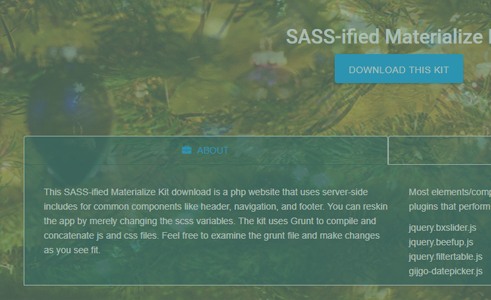 SASS-ified Materialize
DOWNLOAD THIS KIT
ABOUT
This SASS-ified Materialize Kit download is a php website that uses server-side
includes for common components like header, navigation, and footer. You can reskin
the app by merely changing the scss variables. The kit uses Grunt to compile and
concatenate js and css files. Feel free to examine the grunt file and make changes
as you see fit.
Most elements/comp
plugins that perform
jquery.bxslider.js
jquery.beefup.js
jquery.filtertable.js
gijgo-datepicker.js